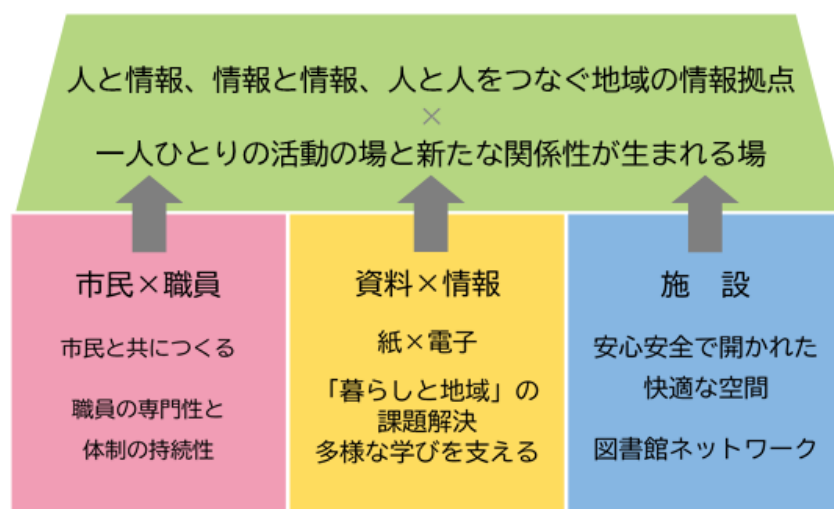 人と情報、情報と情報、人と人をつなぐ地域の情報拠点
×
一人ひとりの活動の場と新たな関係性が生まれる場
市民×職員
市民と共につくる
職員の専門性と
体制の持続性
資料×情報
紙×電子
「暮らしと地域」の
課題解決
多様な学びを支える
施　設
安心安全で開かれた
快適な空間
図書館ネットワーク